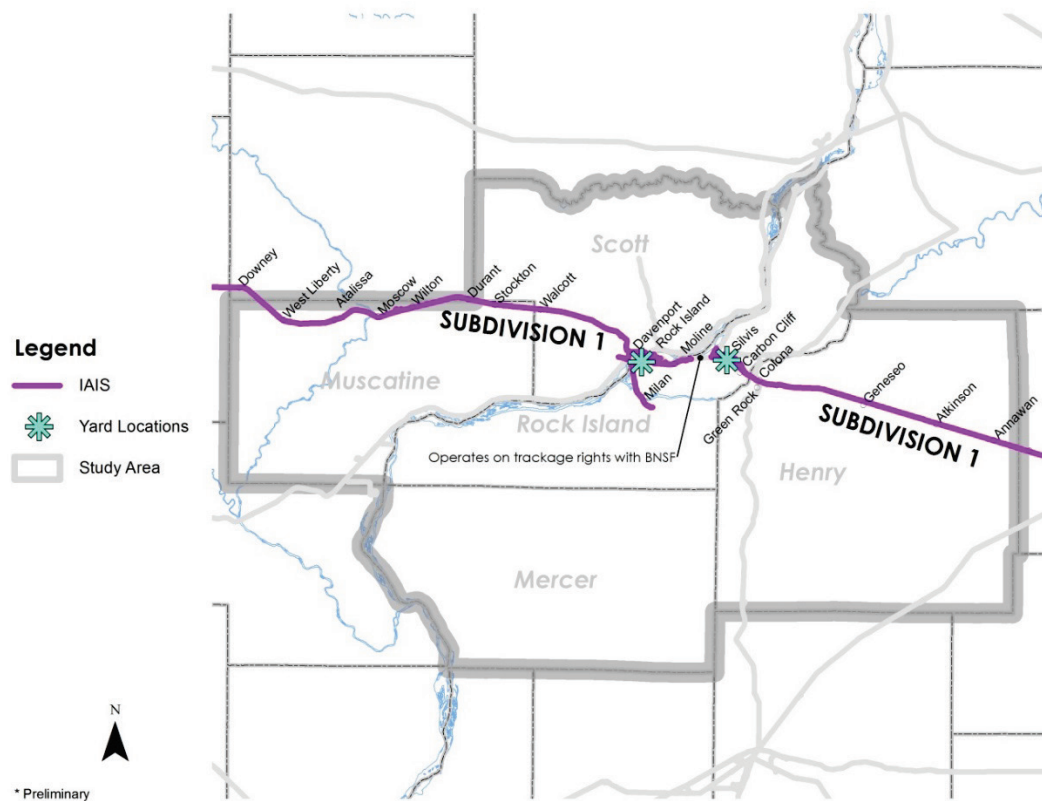 Scott
Downey
West Liberty
Atalissa
Moscow
Wilton
Durant
Stockton
Walcott
SUBDIVISION 1
Davenport
Rock Island
Moline
Silvis
Carbon Cliff
Colona
Milan
Green Rock
Geneseo
Atkinson
Annawan
SUBDIVISION 1
Muscatine
Rock Island
Operates on trackage rights with BNSF
Henry
Mercer
Legend
IAIS
Yard Locations
Study Area
N
* Preliminary